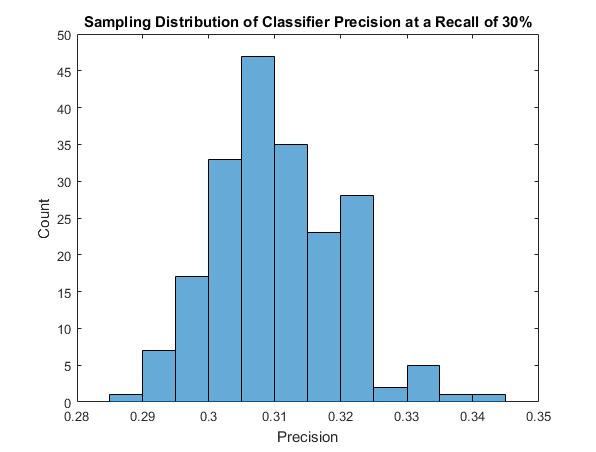 Sampling Distribution of Classifier Precision at a Recall of 30%
50
45
40
35
30
25
20
15
10
5
0
Count
0.28 0.29 0.3 0.31 0.32 0.33 0.34 0.35
Precision